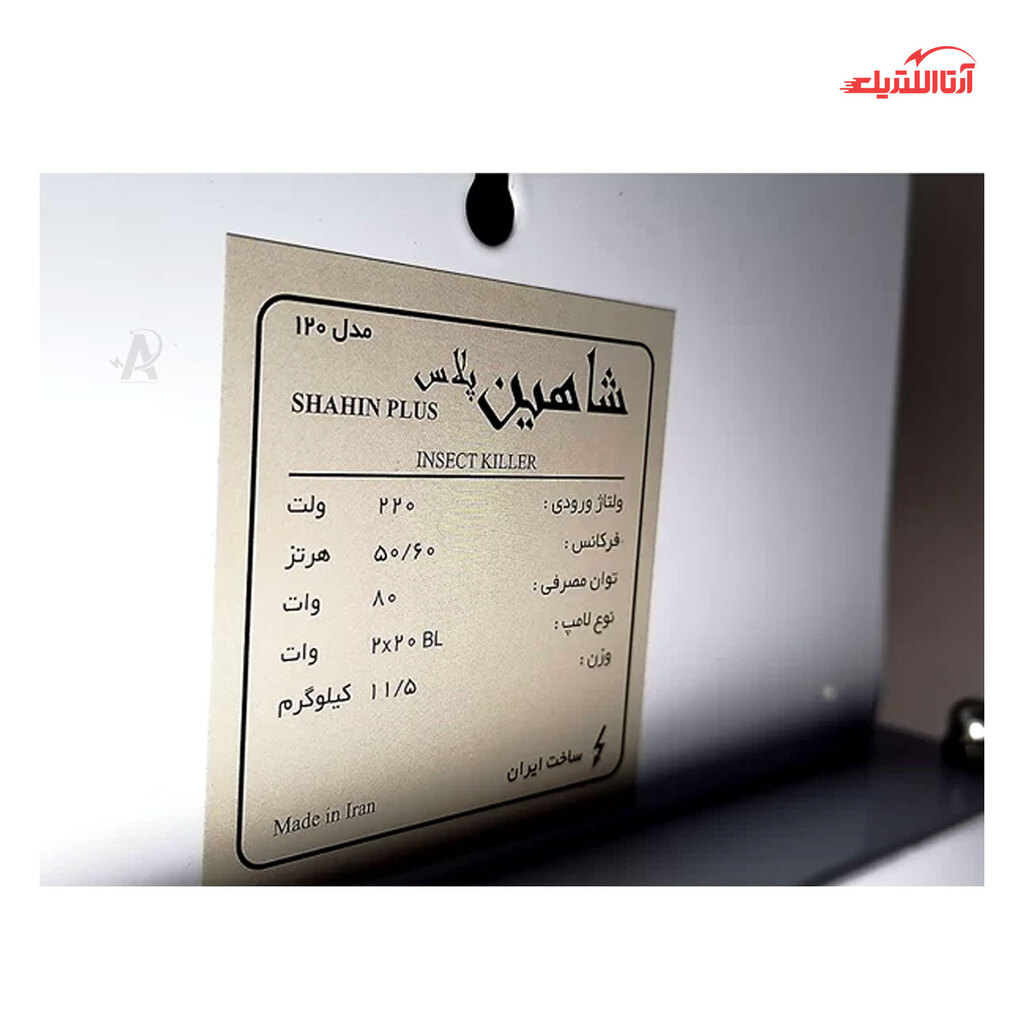 آرتاالکتریک
مدل ۱۲۰
شاهین پلاس
SHAHIN PLUS
INSECT KILLER
ولتاژ ورودی : ۲۲۰ ولت
فرکانس : ۵۰/۶۰ هرتز
توان مصرفی : ۸۰ وات
نوع لامپ : ۲x۲۰ BL وات
وزن : ۱۱/۵ کیلوگرم
ساخت ایران
Made in Iran